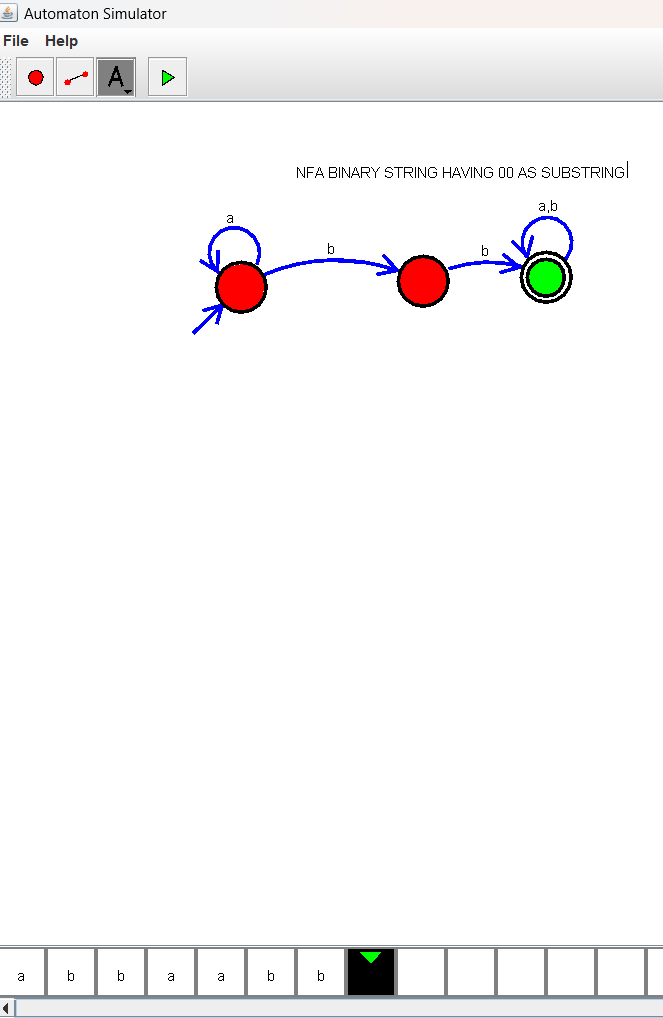 Automaton Simulator
File Help
A
NFA BINARY STRING HAVING 00 AS SUBSTRING
a
b
b
a,b
a b b a a b b